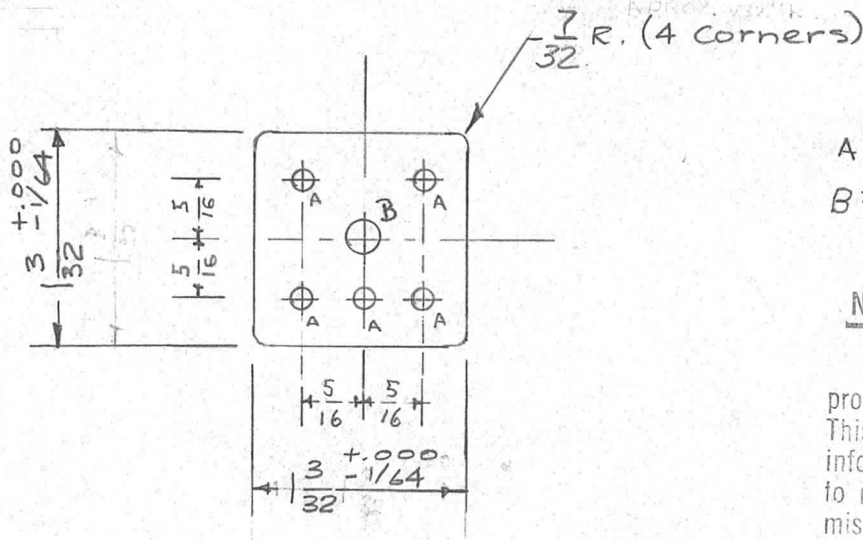 7/32 R. (4 Corners)
1 3/32 +.000 -1/64
5/16
5/16
A
A
B
A
A
A
A
B
5/16 5/16
1 3/32 +.000 -1/64
N
pro
This
info
to
mis